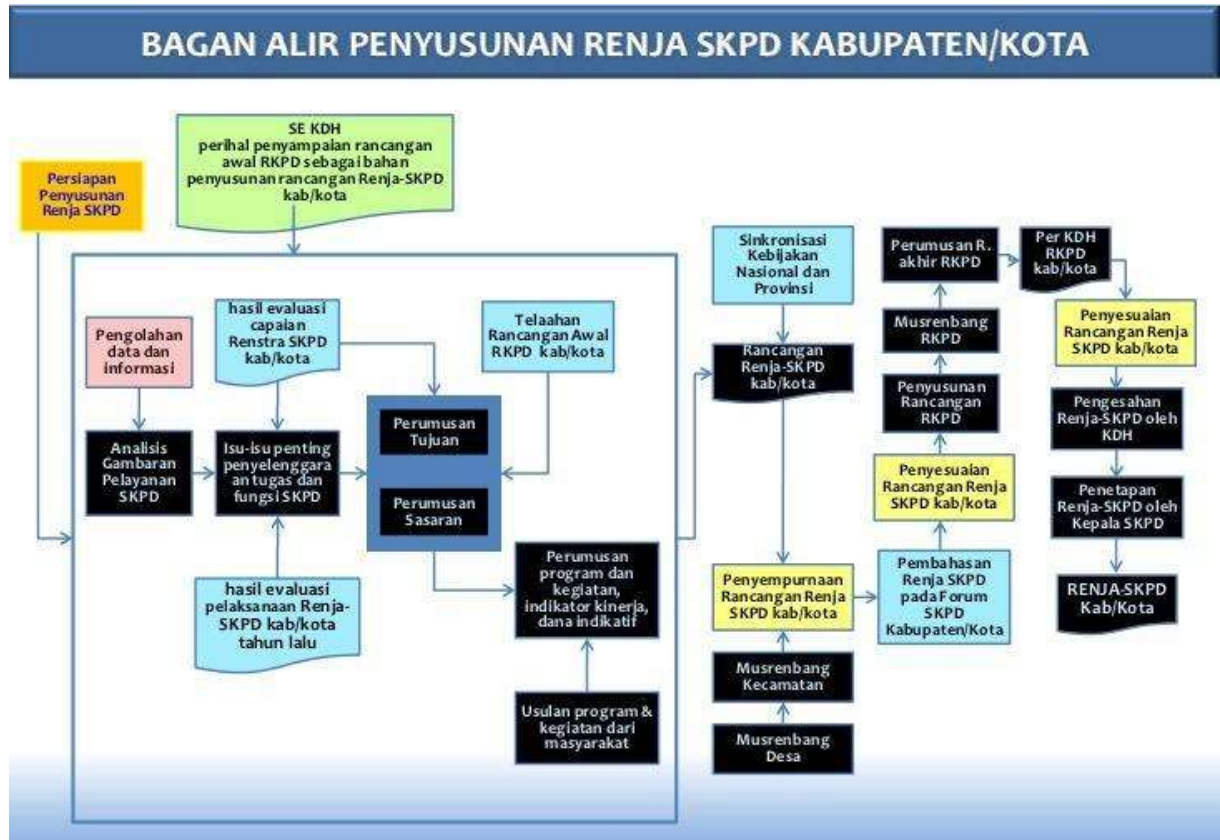 BAGAN ALIR PENYUSUNAN RENJA SKPD KABUPATEN/KOTA
SE KDH
perihal penyampaian rancangan
awal RKPD sebagai bahan
penyusunan rancangan Renja-SKPD
kab/kota
Persiapan
Penyusunan
Renja SKPD
Pengolahan
data dan
informasi
hasil evaluasi
capaian
Renstra SKPD
kab/kota
Telaahan
Rancangan Awal
RKPD kab/kota
Analisis
Gambaran
Pelayanan
SKPD
Isu-isu penting
penyelenggara
an tugas dan
fungsi SKPD
Perumusan
Tujuan
Perumusan
Sasaran
hasil evaluasi
pelaksanaan Renja-
SKPD kab/kota
tahun lalu
Perumusan
program dan
kegiatan,
indikator kinerja,
dana indikatif
Usulan program &
kegiatan dari
masyarakat
Sinkronisasi
Kebijakan
Nasional dan
Provinsi
Rancangan
Renja-SKPD
kab/kota
Penyempurnaan
Rancangan Renja
SKPD kab/kota
Musrenbang
Kecamatan
Musrenbang
Desa
Perumusan R.
akhir RKPD
Musrenbang
RKPD
Penyusunan
Rancangan
RKPD
Penyesuaian
Rancangan Renja
SKPD kab/kota
Pembahasan
Renja SKPD
pada Forum
SKPD
Kabupaten/Kota
Per KDH
RKPD
kab/kota
Penyesuaian
Rancangan Renja
SKPD kab/kota
Pengesahan
Renja-SKPD oleh
KDH
Penetapan
Renja-SKPD oleh
Kepala SKPD
RENJA-SKPD
Kab/Kota